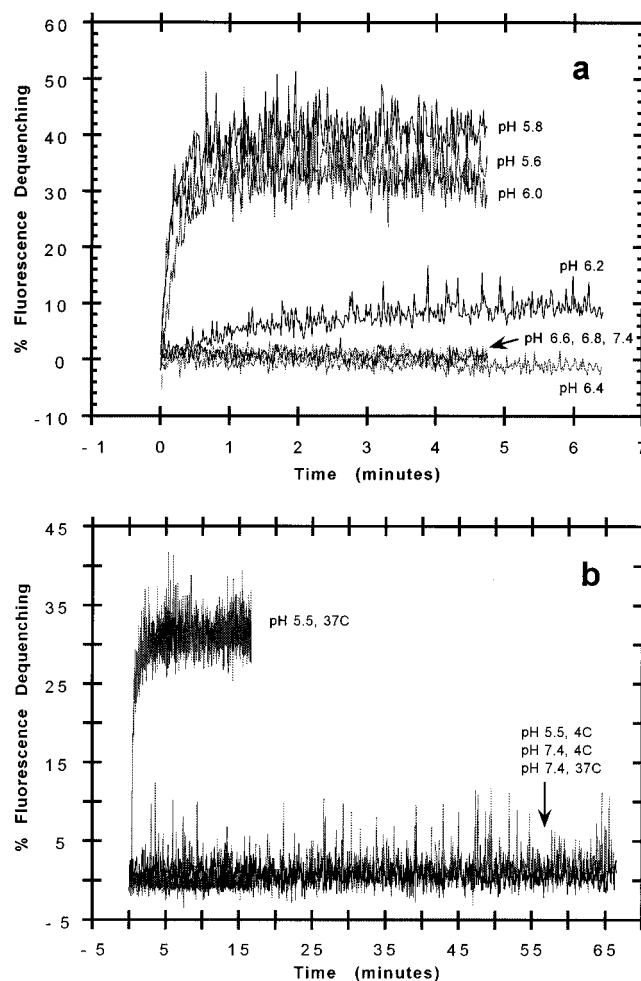 a
60
50
40
30
20
10
0
- 10
% Fluorescence Dequenching
pH 5.8
pH 5.6
pH 6.0
pH 6.2
pH 6.6, 6.8, 7.4
pH 6.4
- 1 0 1 2 3 4 5 6 7
Time (minutes)
b
45
35
25
15
5
- 5
% Fluorescence Dequenching
pH 5.5, 37C
pH 5.5, 4C
pH 7.4, 4C
pH 7.4, 37C
- 5 5 15 25 35 45 55 65
Time (minutes)